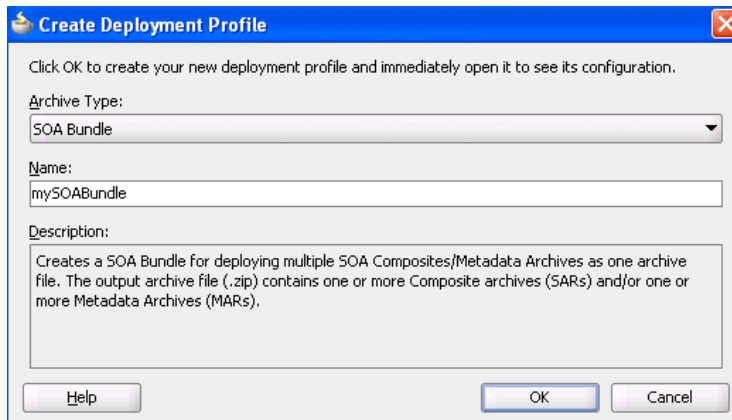 Create Deployment Profile
Click OK to create your new deployment profile and immediately open it to see its configuration.
Archive Type:
SOA Bundle
Name:
mySOABundle
Description:
Creates a SOA Bundle for deploying multiple SOA Composites/Metadata Archives as one archive
file. The output archive file (.zip) contains one or more Composite archives (SARs) and/or one or
more Metadata Archives (MARs).
Help OK Cancel